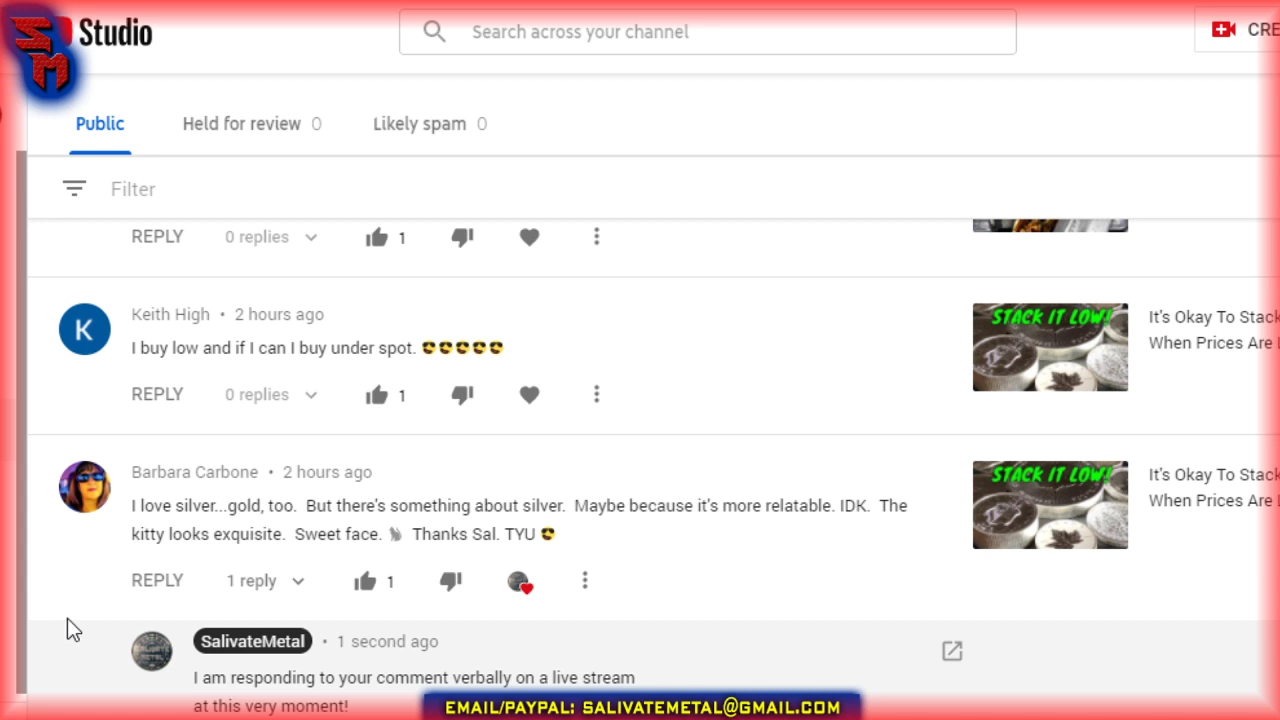 SM
Studio
Search across your channel
CRE
Public
Held for review 0
Likely spam 0
Filter
REPLY 0 replies 1
K
Keith High • 2 hours ago
I buy low and if I can I buy under spot. 😎😎😎😎😎
REPLY 0 replies 1
STACK IT LOW!
It's Okay To Stack
When Prices Are
Barbara Carbone • 2 hours ago
I love silver...gold, too. But there's something about silver. Maybe because it's more relatable. IDK. The
kitty looks exquisite. Sweet face. 🐈 Thanks Sal. TYU 😎
REPLY 1 reply 1
STACK IT LOW!
It's Okay To Stack
When Prices Are
SalivateMetal • 1 second ago
I am responding to your comment verbally on a live stream
at this very moment!
EMAIL/PAYPAL: SALIVATEMETAL@GMAIL.COM